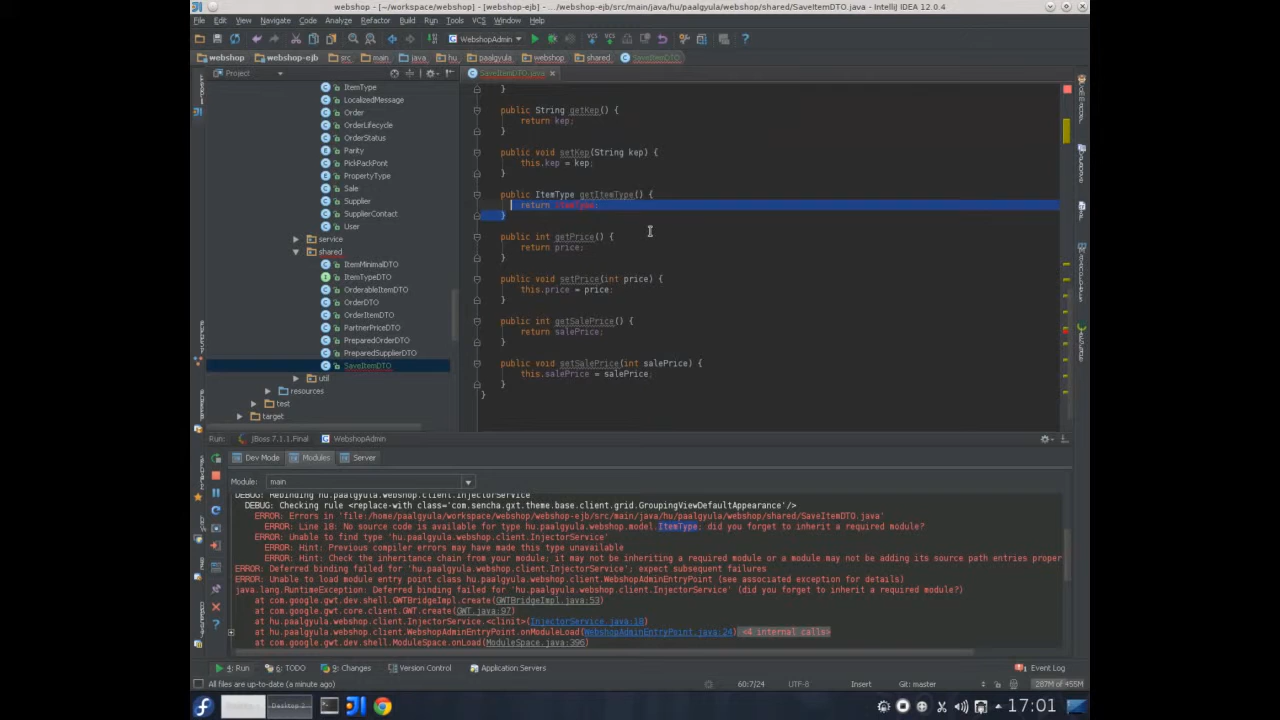 webshop - [~/workspace/webshop] - [webshop-ejb] - .../webshop-ejb/src/main/java/hu/paalgyula/webshop/shared/SaveItemDTO.java - IntelliJ IDEA 12.0.4
File Edit View Navigate Code Analyze Refactor Build Run Tools VCS Window Help
WebshopAdmin
webshop webshop-ejb src main java hu paalgyula webshop shared SaveItemDTO
Project
SaveItemDTO.java
ItemType
LocalizedMessage
Order
OrderLifecycle
OrderStatus
Parity
PickPackPont
PropertyType
Sale
Supplier
SupplierContact
User
service
shared
ItemMinimalDTO
ItemTypeDTO
OrderableItemDTO
OrderDTO
OrderItemDTO
PartnerPriceDTO
PreparedOrderDTO
PreparedSupplierDTO
SaveItemDTO
util
resources
test
target
}
public String getKep() {
return kep;
}
public void setKep(String kep) {
this.kep = kep;
}
public ItemType getItemType() {
return itemType;
}
public int getPrice() {
return price;
}
public void setPrice(int price) {
this.price = price;
}
public int getSalePrice() {
return salePrice;
}
public void setSalePrice(int salePrice) {
this.salePrice = salePrice;
}
}
Run: JBoss 7.1.1.Final WebshopAdmin
Dev Mode Modules Server
Module: main
DEBUG: Rebinding hu.paalgyula.webshop.client.InjectorService
DEBUG: Checking rule <replace-with class='com.sencha.gxt.theme.base.client.grid.GroupingViewDefaultAppearance'/>
ERROR: Errors in 'file:/home/paalgyula/workspace/webshop/webshop-ejb/src/main/java/hu/paalgyula/webshop/shared/SaveItemDTO.java'
ERROR: Line 18: No source code is available for type hu.paalgyula.webshop.model.ItemType; did you forget to inherit a required module?
ERROR: Unable to find type 'hu.paalgyula.webshop.client.InjectorService'
ERROR: Hint: Previous compiler errors may have made this type unavailable
ERROR: Hint: Check the inheritance chain from your module; it may not be inheriting a required module or a module may not be adding its source path entries proper
ERROR: Deferred binding failed for 'hu.paalgyula.webshop.client.InjectorService'; expect subsequent failures
ERROR: Unable to load module entry point class hu.paalgyula.webshop.client.WebshopAdminEntryPoint (see associated exception for details)
java.lang.RuntimeException: Deferred binding failed for 'hu.paalgyula.webshop.client.InjectorService' (did you forget to inherit a required module?)
at com.google.gwt.dev.shell.GWTBridgeImpl.create(GWTBridgeImpl.java:53)
at com.google.gwt.core.client.GWT.create(GWT.java:97)
at hu.paalgyula.webshop.client.InjectorService.<clinit>(InjectorService.java:18)
at hu.paalgyula.webshop.client.WebshopAdminEntryPoint.onModuleLoad(WebshopAdminEntryPoint.java:24) <4 internal calls>
at com.google.gwt.dev.shell.ModuleSpace.onLoad(ModuleSpace.java:396)
4: Run 6: TODO 9: Changes Version Control Application Servers Event Log
All files are up-to-date (a minute ago) 60:7/24 UTF-8 Insert Git: master 287M of 455M
Desktop 2 17:01